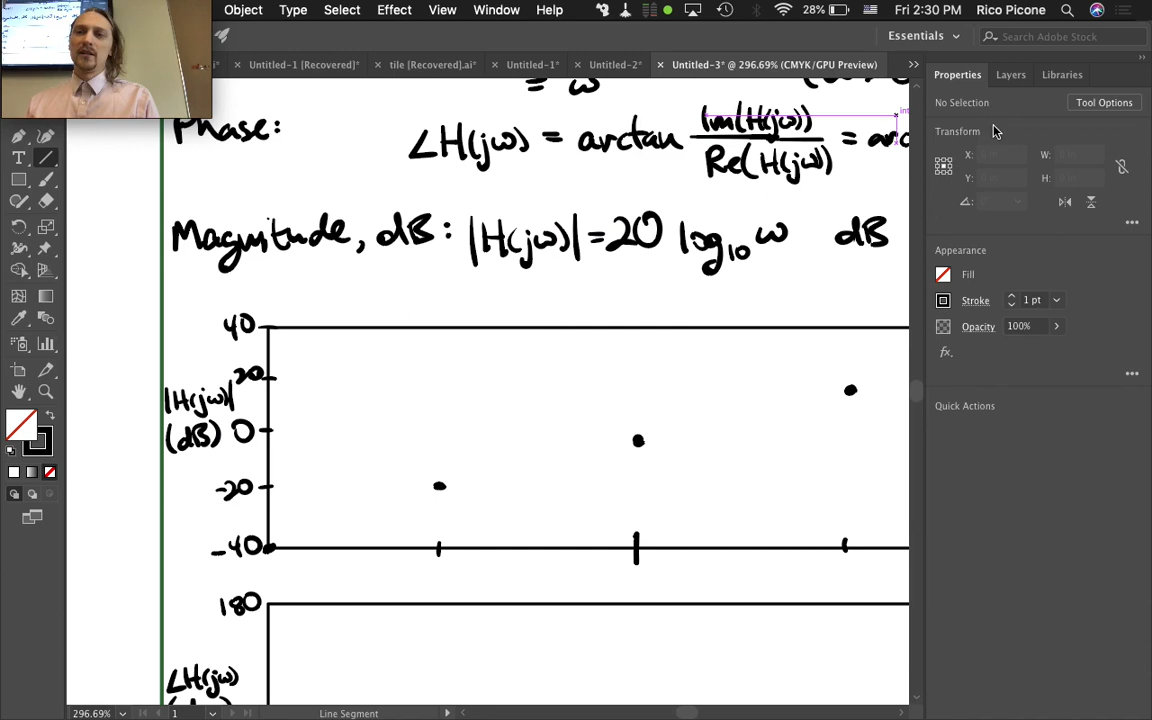 Object Type Select Effect View Window Help 28% Fri 2:30 PM Rico Picone
Essentials Search Adobe Stock
Untitled-1 [Recovered]* tile [Recovered].ai* Untitled-1* Untitled-2* Untitled-3* @ 296.69% (CMYK/GPU Preview)
Properties Layers Libraries
No Selection Tool Options
Transform
X: W:
Y: H:
Appearance
Fill
Stroke 1 pt
Opacity 100%
fx.
Quick Actions
= ω
Phase: ∠H(jω) = arctan Im(H(jω)) / Re(H(jω)) = arc
Magnitude, dB: |H(jω)| = 20 log10 ω dB
40
20
|H(jω)|
(dB) 0
-20
-40
180
∠H(jω)
296.69% 1 Line Segment